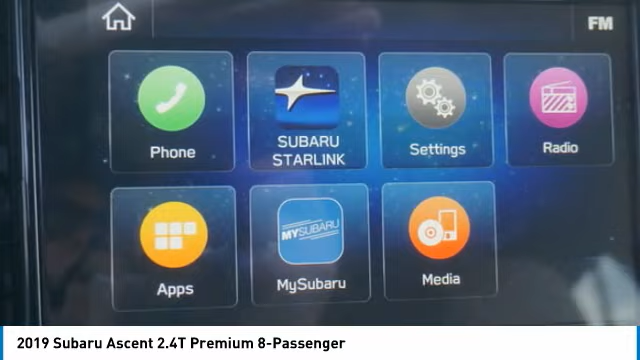 FM
Phone
SUBARU
STARLINK
Settings
Radio
Apps
MYSUBARU
MySubaru
Media
2019 Subaru Ascent 2.4T Premium 8-Passenger